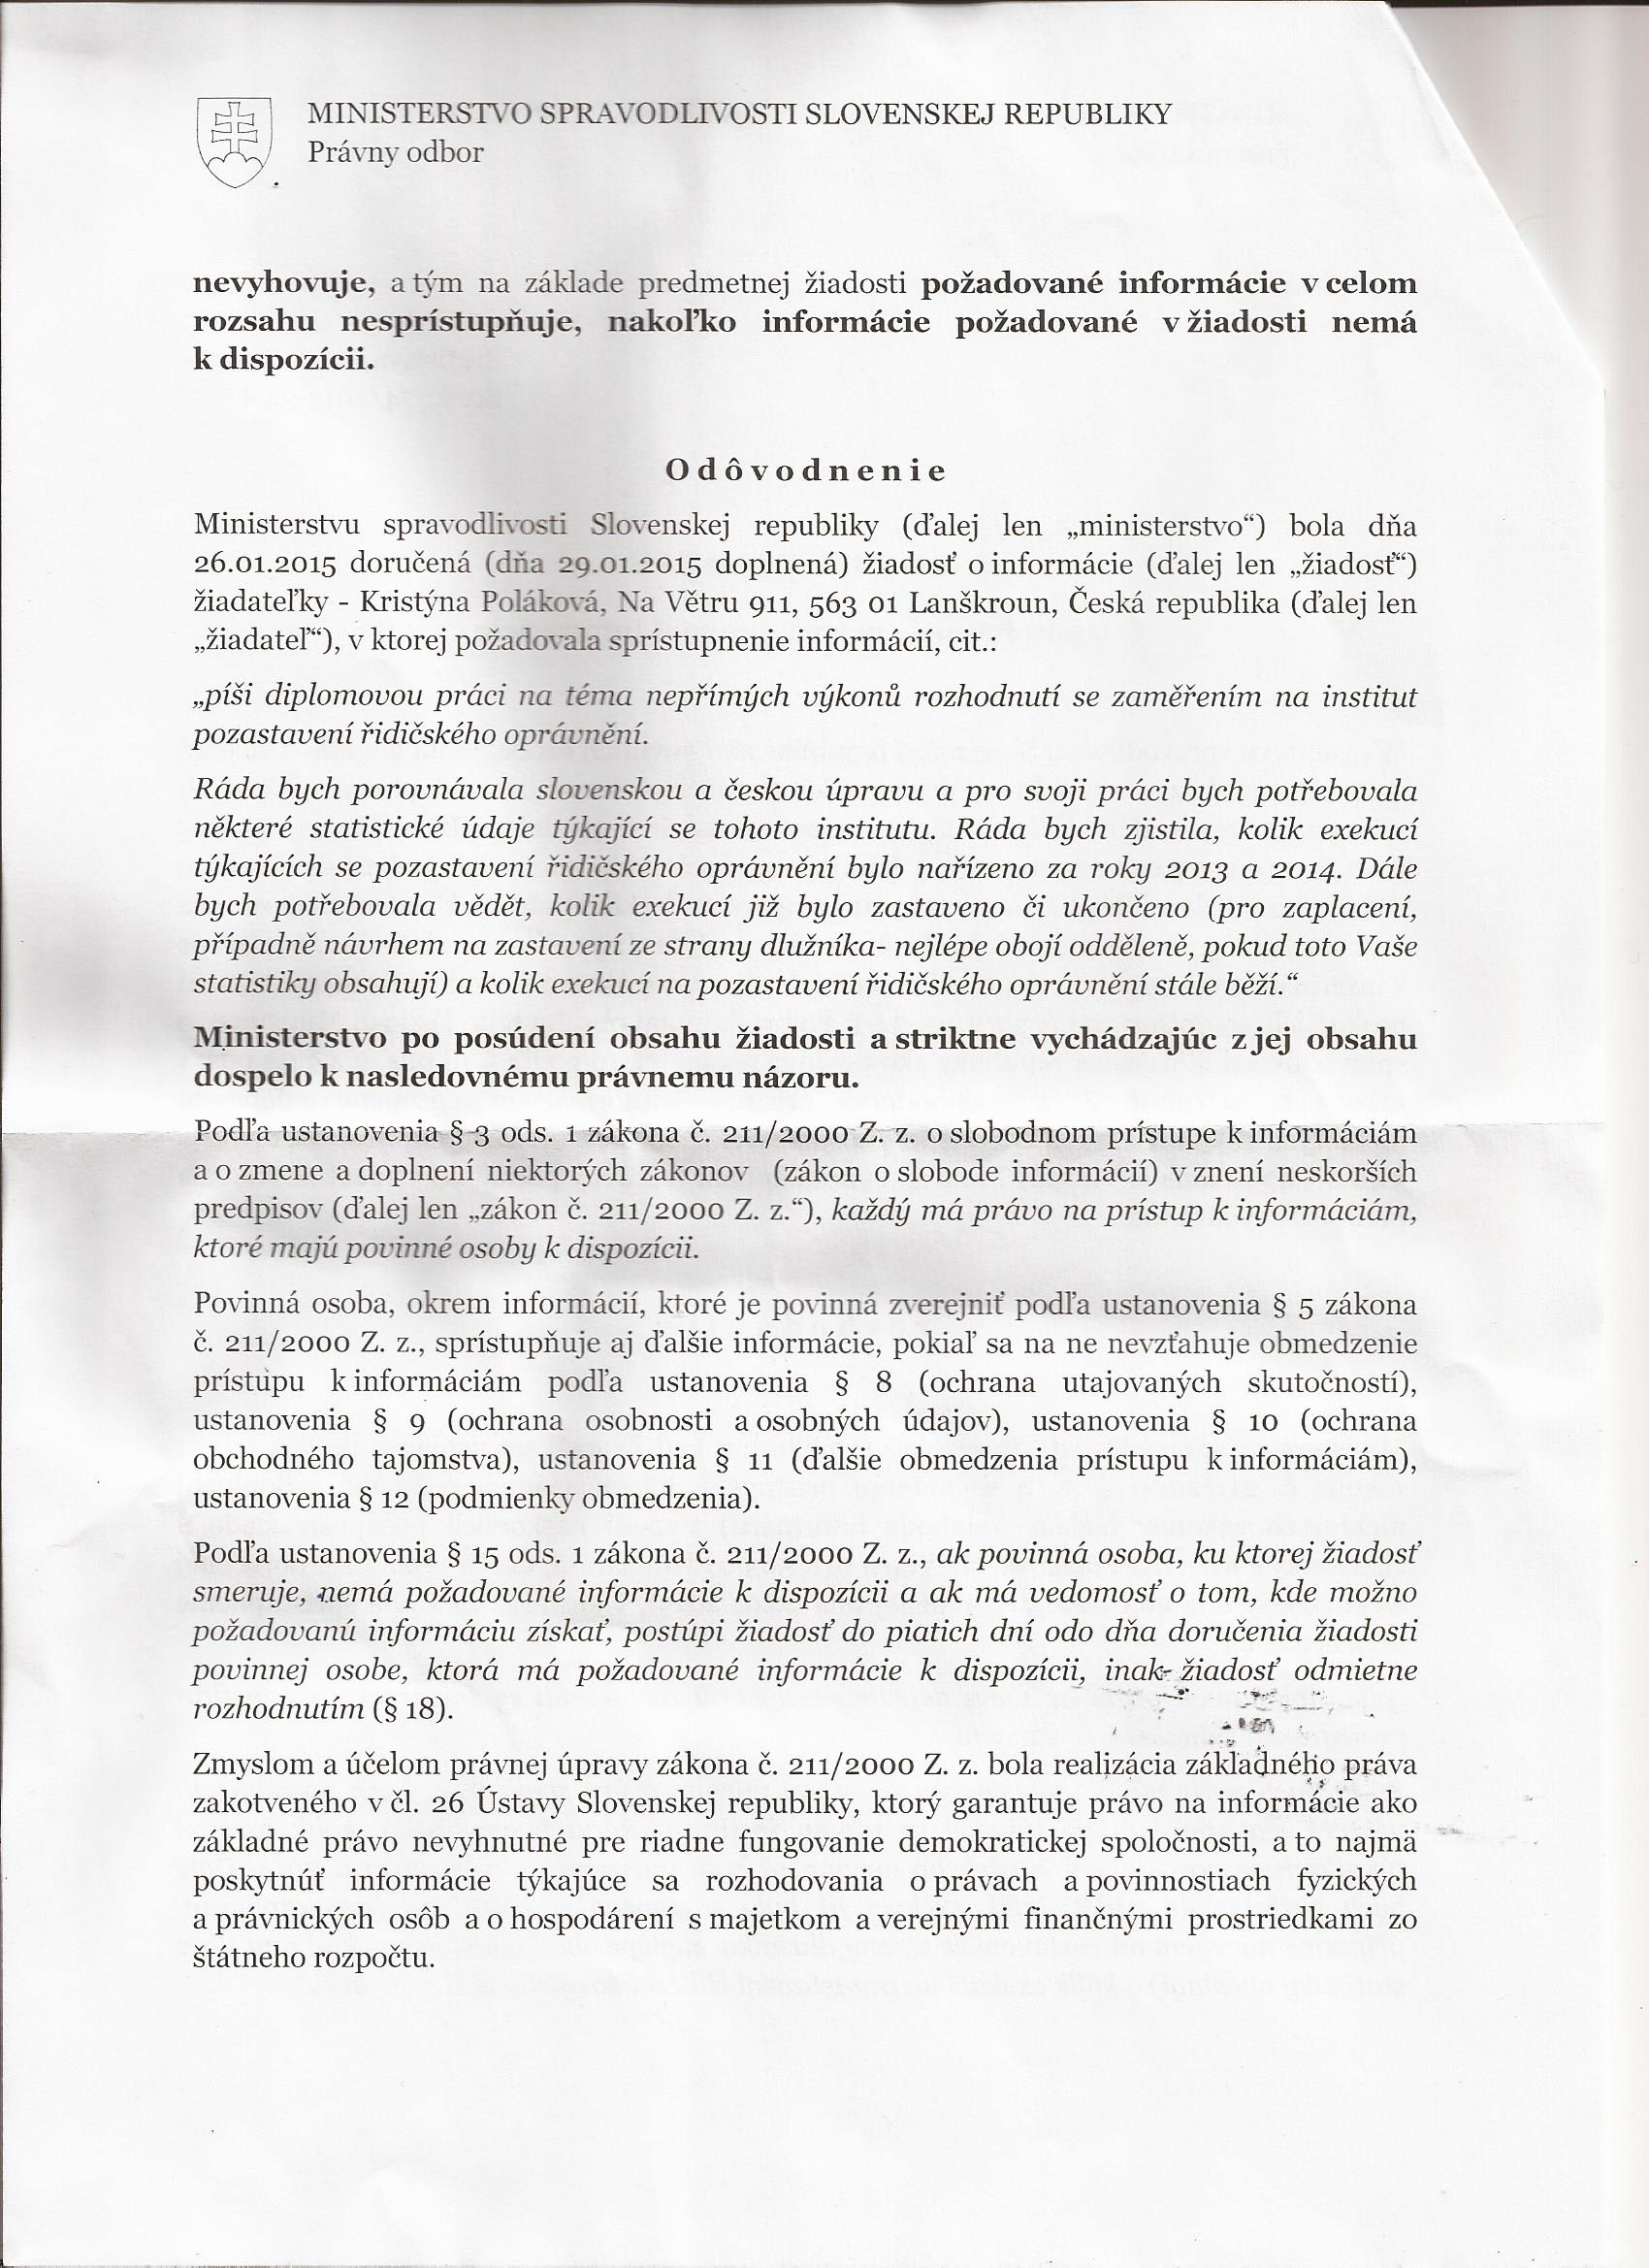 MINISTERSTVO SPRAVODLIVOSTI SLOVENSKEJ REPUBLIKY
Právny odbor
nevyhovuje, a tým na základe predmetnej žiadosti požadované informácie v celom
rozsahu nesprístupňuje, nakoľko informácie požadované v žiadosti nemá
k dispozícii.
Odôvodnenie
Ministerstvu spravodlivosti Slovenskej republiky (ďalej len „ministerstvo“) bola dňa
26.01.2015 doručená (dňa 29.01.2015 doplnená) žiadosť o informácie (ďalej len „žiadosť“)
žiadateľky - Kristýna Poláková, Na Větru 911, 563 01 Lanškroun, Česká republika (ďalej len
„žiadateľ“), v ktorej požadovala sprístupnenie informácií, cit.:
„píši diplomovou práci na téma nepřímých výkonů rozhodnutí se zaměřením na institut
pozastavení řidičského oprávnění.
Ráda bych porovnávala slovenskou a českou úpravu a pro svoji práci bych potřebovala
některé statistické údaje týkající se tohoto institutu. Ráda bych zjistila, kolik exekucí
týkajících se pozastavení řidičského oprávnění bylo nařízeno za roky 2013 a 2014. Dále
bych potřebovala vědět, kolik exekucí již bylo zastaveno či ukončeno (pro zaplacení,
případně návrhem na zastavení ze strany dlužníka- nejlépe obojí odděleně, pokud toto Vaše
statistiky obsahují) a kolik exekucí na pozastavení řidičského oprávnění stále běží.“
Ministerstvo po posúdení obsahu žiadosti a striktne vychádzajúc z jej obsahu
dospelo k nasledovnému právnemu názoru.
Podľa ustanovenia § 3 ods. 1 zákona č. 211/2000 Z. z. o slobodnom prístupe k informáciám
a o zmene a doplnení niektorých zákonov (zákon o slobode informácií) v znení neskorších
predpisov (ďalej len „zákon č. 211/2000 Z. z.“), každý má právo na prístup k informáciám,
ktoré majú povinné osoby k dispozícii.
Povinná osoba, okrem informácií, ktoré je povinná zverejniť podľa ustanovenia § 5 zákona
č. 211/2000 Z. z., sprístupňuje aj ďalšie informácie, pokiaľ sa na ne nevzťahuje obmedzenie
prístupu k informáciám podľa ustanovenia § 8 (ochrana utajovaných skutočností),
ustanovenia § 9 (ochrana osobnosti a osobných údajov), ustanovenia § 10 (ochrana
obchodného tajomstva), ustanovenia § 11 (ďalšie obmedzenia prístupu k informáciám),
ustanovenia § 12 (podmienky obmedzenia).
Podľa ustanovenia § 15 ods. 1 zákona č. 211/2000 Z. z., ak povinná osoba, ku ktorej žiadosť
smeruje, nemá požadované informácie k dispozícii a ak má vedomosť o tom, kde možno
požadovanú informáciu získať, postúpi žiadosť do piatich dní odo dňa doručenia žiadosti
povinnej osobe, ktorá má požadované informácie k dispozícii, inak žiadosť odmietne
rozhodnutím (§ 18).
Zmyslom a účelom právnej úpravy zákona č. 211/2000 Z. z. bola realizácia základného práva
zakotveného v čl. 26 Ústavy Slovenskej republiky, ktorý garantuje právo na informácie ako
základné právo nevyhnutné pre riadne fungovanie demokratickej spoločnosti, a to najmä
poskytnúť informácie týkajúce sa rozhodovania o právach a povinnostiach fyzických
a právnických osôb a o hospodárení s majetkom a verejnými finančnými prostriedkami zo
štátneho rozpočtu.